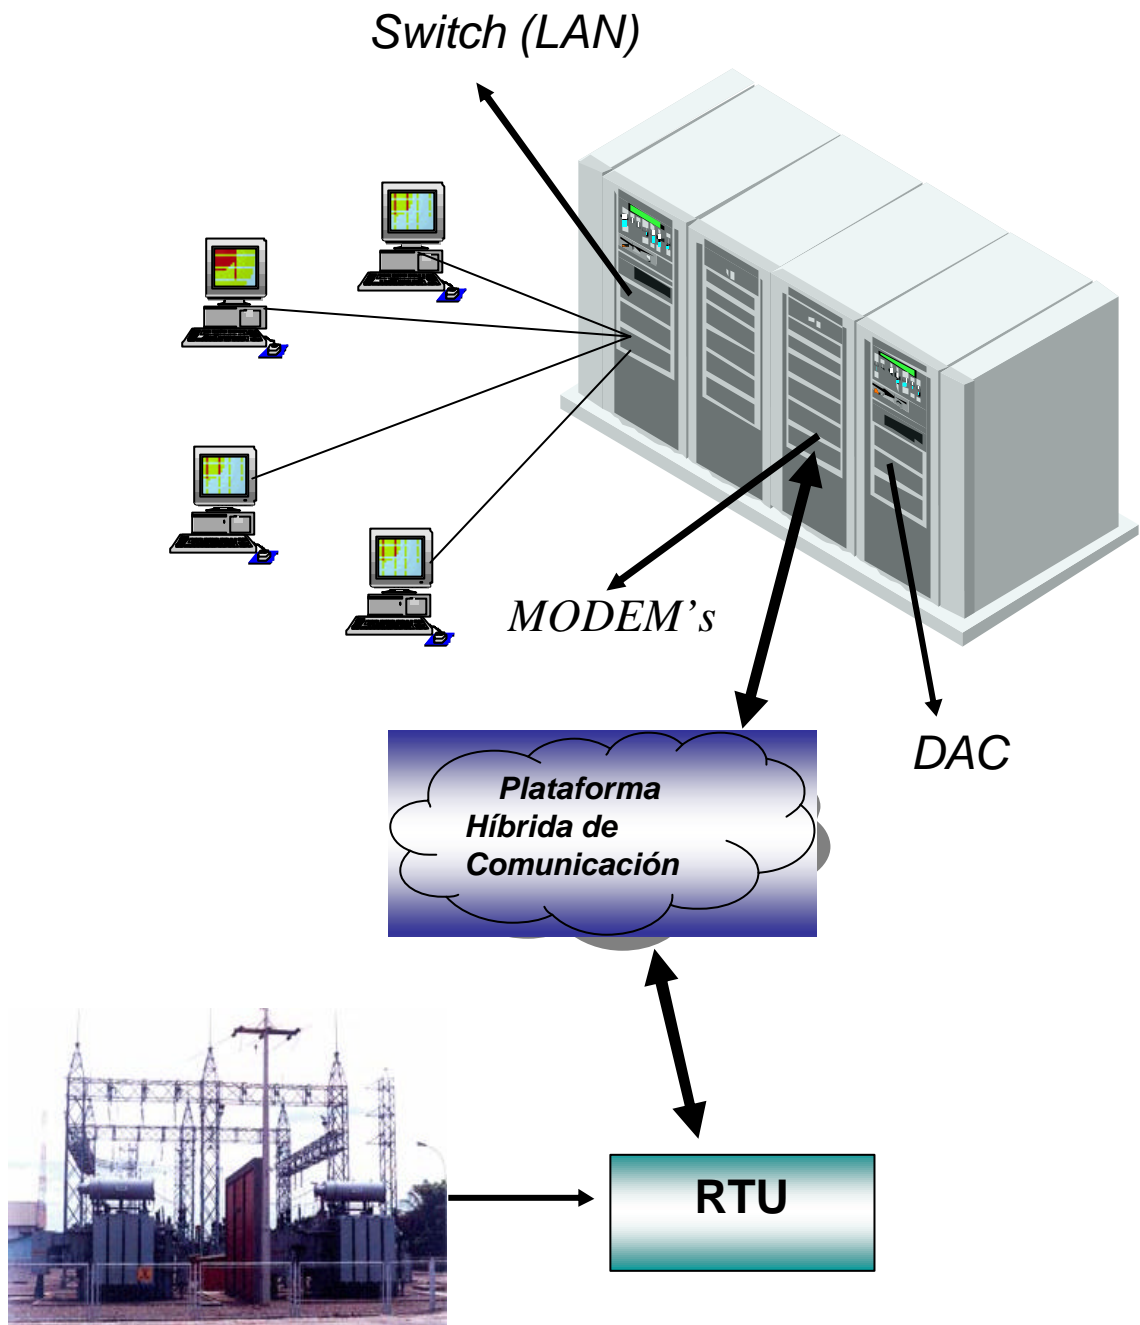 Switch (LAN)
MODEM’s
DAC
Plataforma
Híbrida de
Comunicación
RTU